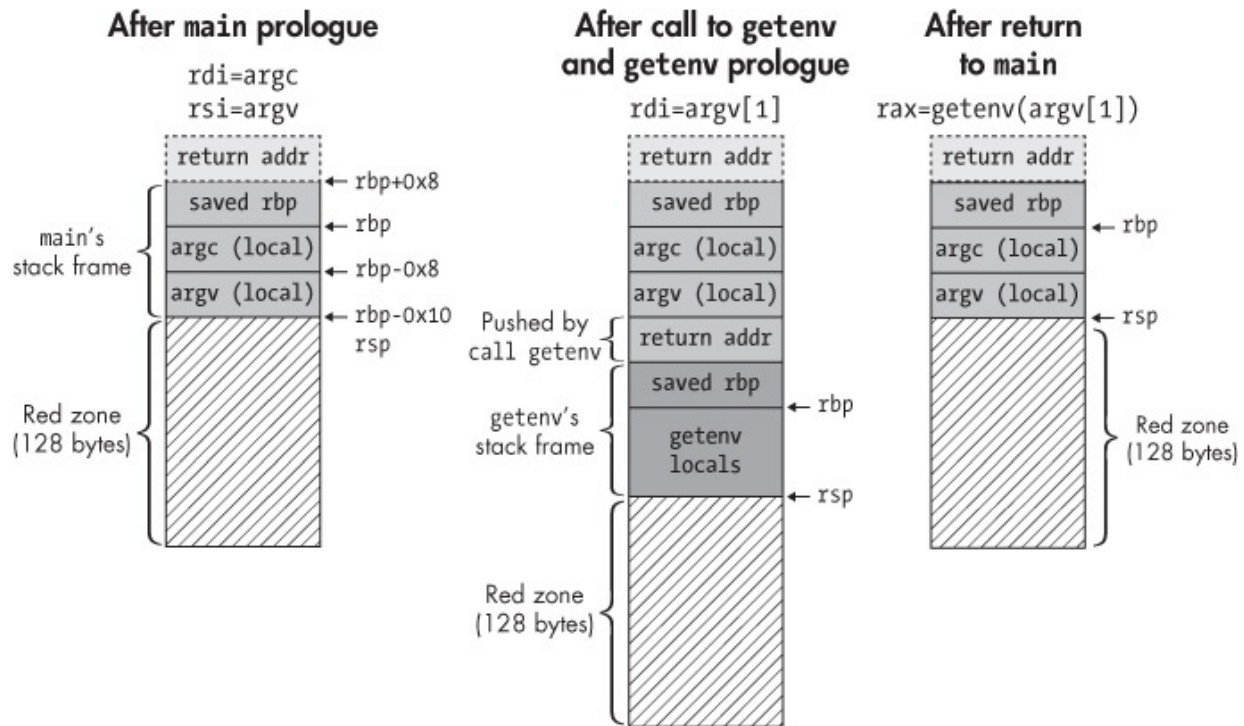 After main prologue
rdi=argc
rsi=argv
return addr
rbp+0x8
saved rbp
rbp
main's
stack frame
argc (local)
rbp-0x8
argv (local)
rbp-0x10
rsp
Red zone
(128 bytes)
After call to getenv
and getenv prologue
rdi=argv[1]
return addr
saved rbp
argc (local)
argv (local)
Pushed by
call getenv
return addr
saved rbp
rbp
getenv's
stack frame
getenv
locals
rsp
Red zone
(128 bytes)
After return
to main
rax=getenv(argv[1])
return addr
saved rbp
rbp
argc (local)
argv (local)
rsp
Red zone
(128 bytes)